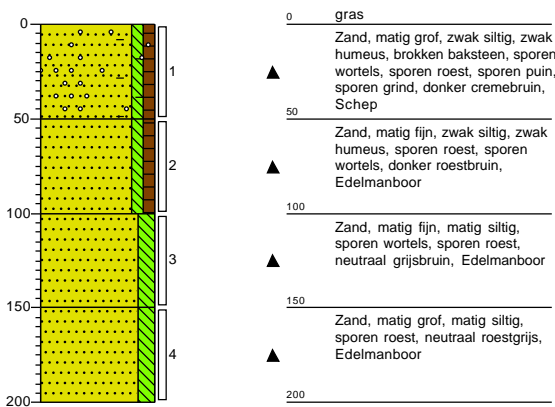 0
50
100
150
200
1
2
3
4
0
gras
Zand, matig grof, zwak siltig, zwak
humeus, brokken baksteen, sporen
wortels, sporen roest, sporen puin,
sporen grind, donker cremebruin,
Schep
50
Zand, matig fijn, zwak siltig, zwak
humeus, sporen roest, sporen
wortels, donker roestbruin,
Edelmanboor
100
Zand, matig fijn, matig siltig,
sporen wortels, sporen roest,
neutraal grijsbruin, Edelmanboor
150
Zand, matig grof, matig siltig,
sporen roest, neutraal roestgrijs,
Edelmanboor
200